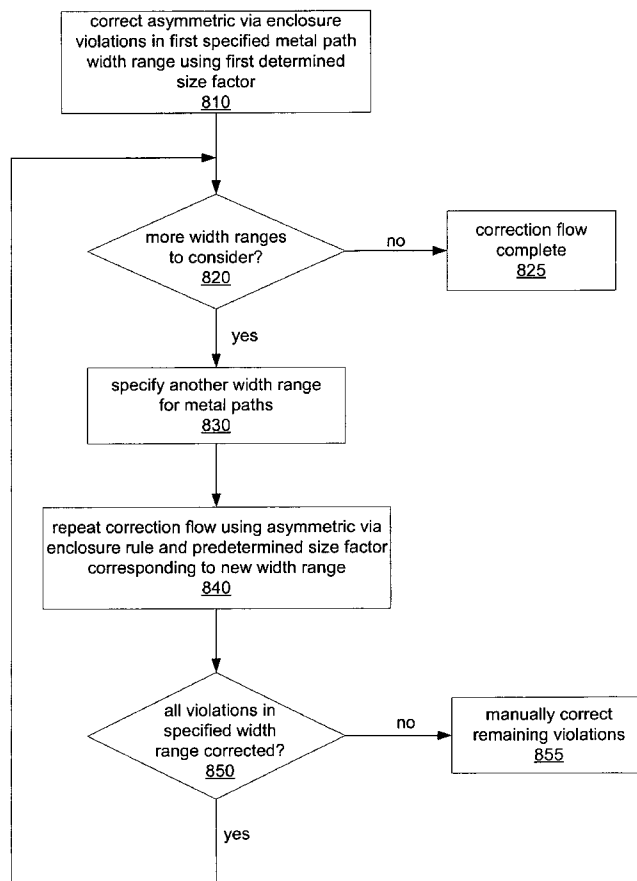 correct asymmetric via enclosure
violations in first specified metal path
width range using first determined
size factor
810
more width ranges
to consider?
820
no
correction flow
complete
825
yes
specify another width range
for metal paths
830
repeat correction flow using asymmetric via
enclosure rule and predetermined size factor
corresponding to new width range
840
all violations in
specified width
range corrected?
850
no
manually correct
remaining violations
855
yes